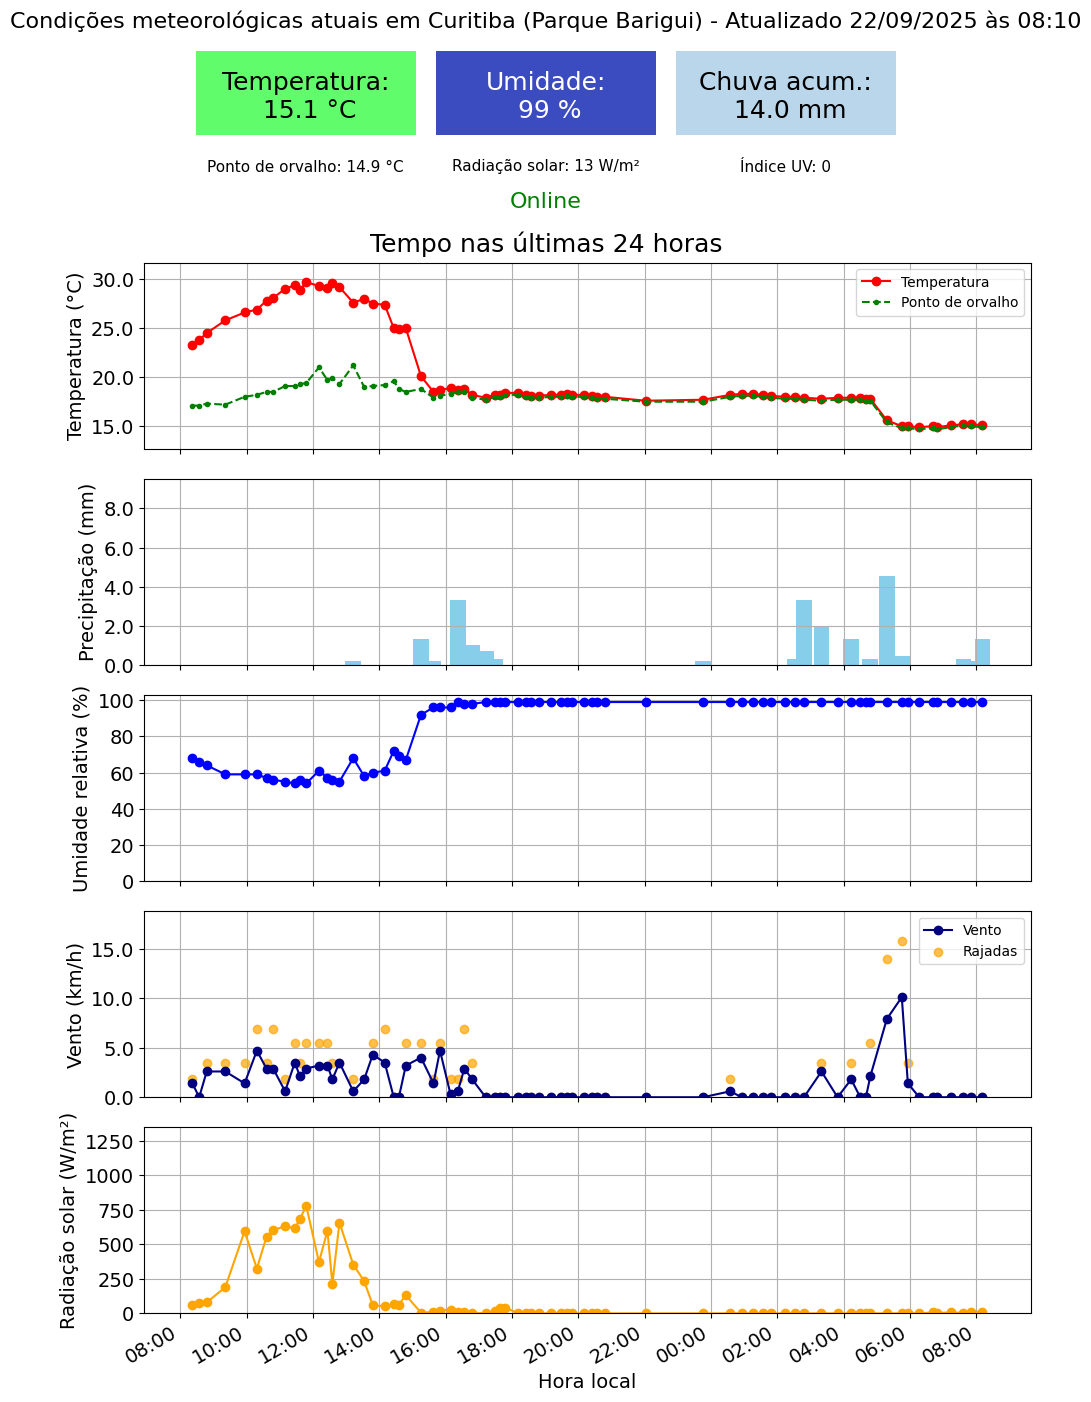 Condições meteorológicas atuais em Curitiba (Parque Barigui) - Atualizado 22/09/2025 às 08:10
Temperatura:
15.1 °C
Umidade:
99 %
Chuva acum.:
14.0 mm
Ponto de orvalho: 14.9 °C
Radiação solar: 13 W/m²
Índice UV: 0
Online
Tempo nas últimas 24 horas
Temperatura (°C)
30.0
25.0
20.0
15.0
Temperatura
Ponto de orvalho
Precipitação (mm)
8.0
6.0
4.0
2.0
0.0
Umidade relativa (%)
100
80
60
40
20
0
Vento (km/h)
15.0
10.0
5.0
0.0
Vento
Rajadas
Radiação solar (W/m²)
1250
1000
750
500
250
0
08:00 10:00 12:00 14:00 16:00 18:00 20:00 22:00 00:00 02:00 04:00 06:00 08:00
Hora local